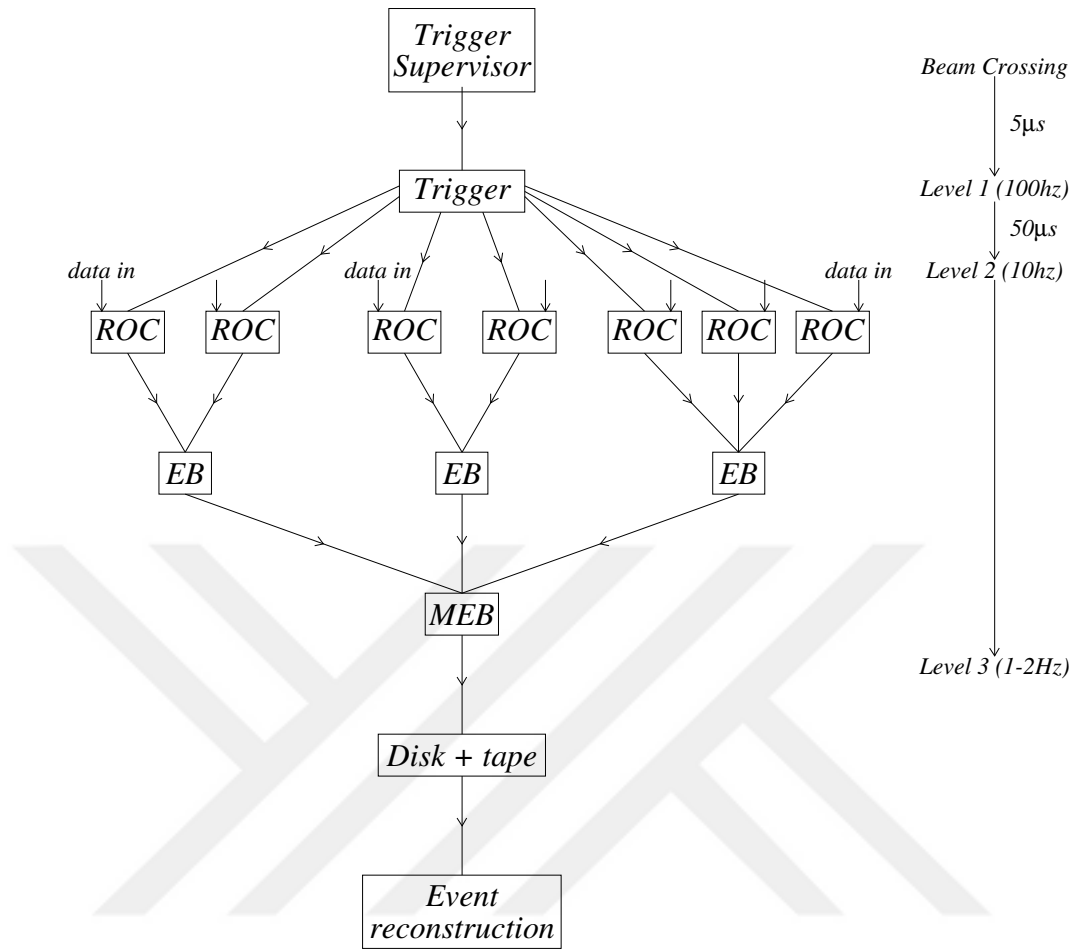 Trigger
Supervisor
Beam Crossing
5μs
Trigger
Level 1 (100hz)
50μs
data in
data in
data in
Level 2 (10hz)
ROC
ROC
ROC
ROC
ROC
ROC
ROC
EB
EB
EB
MEB
Level 3 (1-2Hz)
Disk + tape
Event
reconstruction